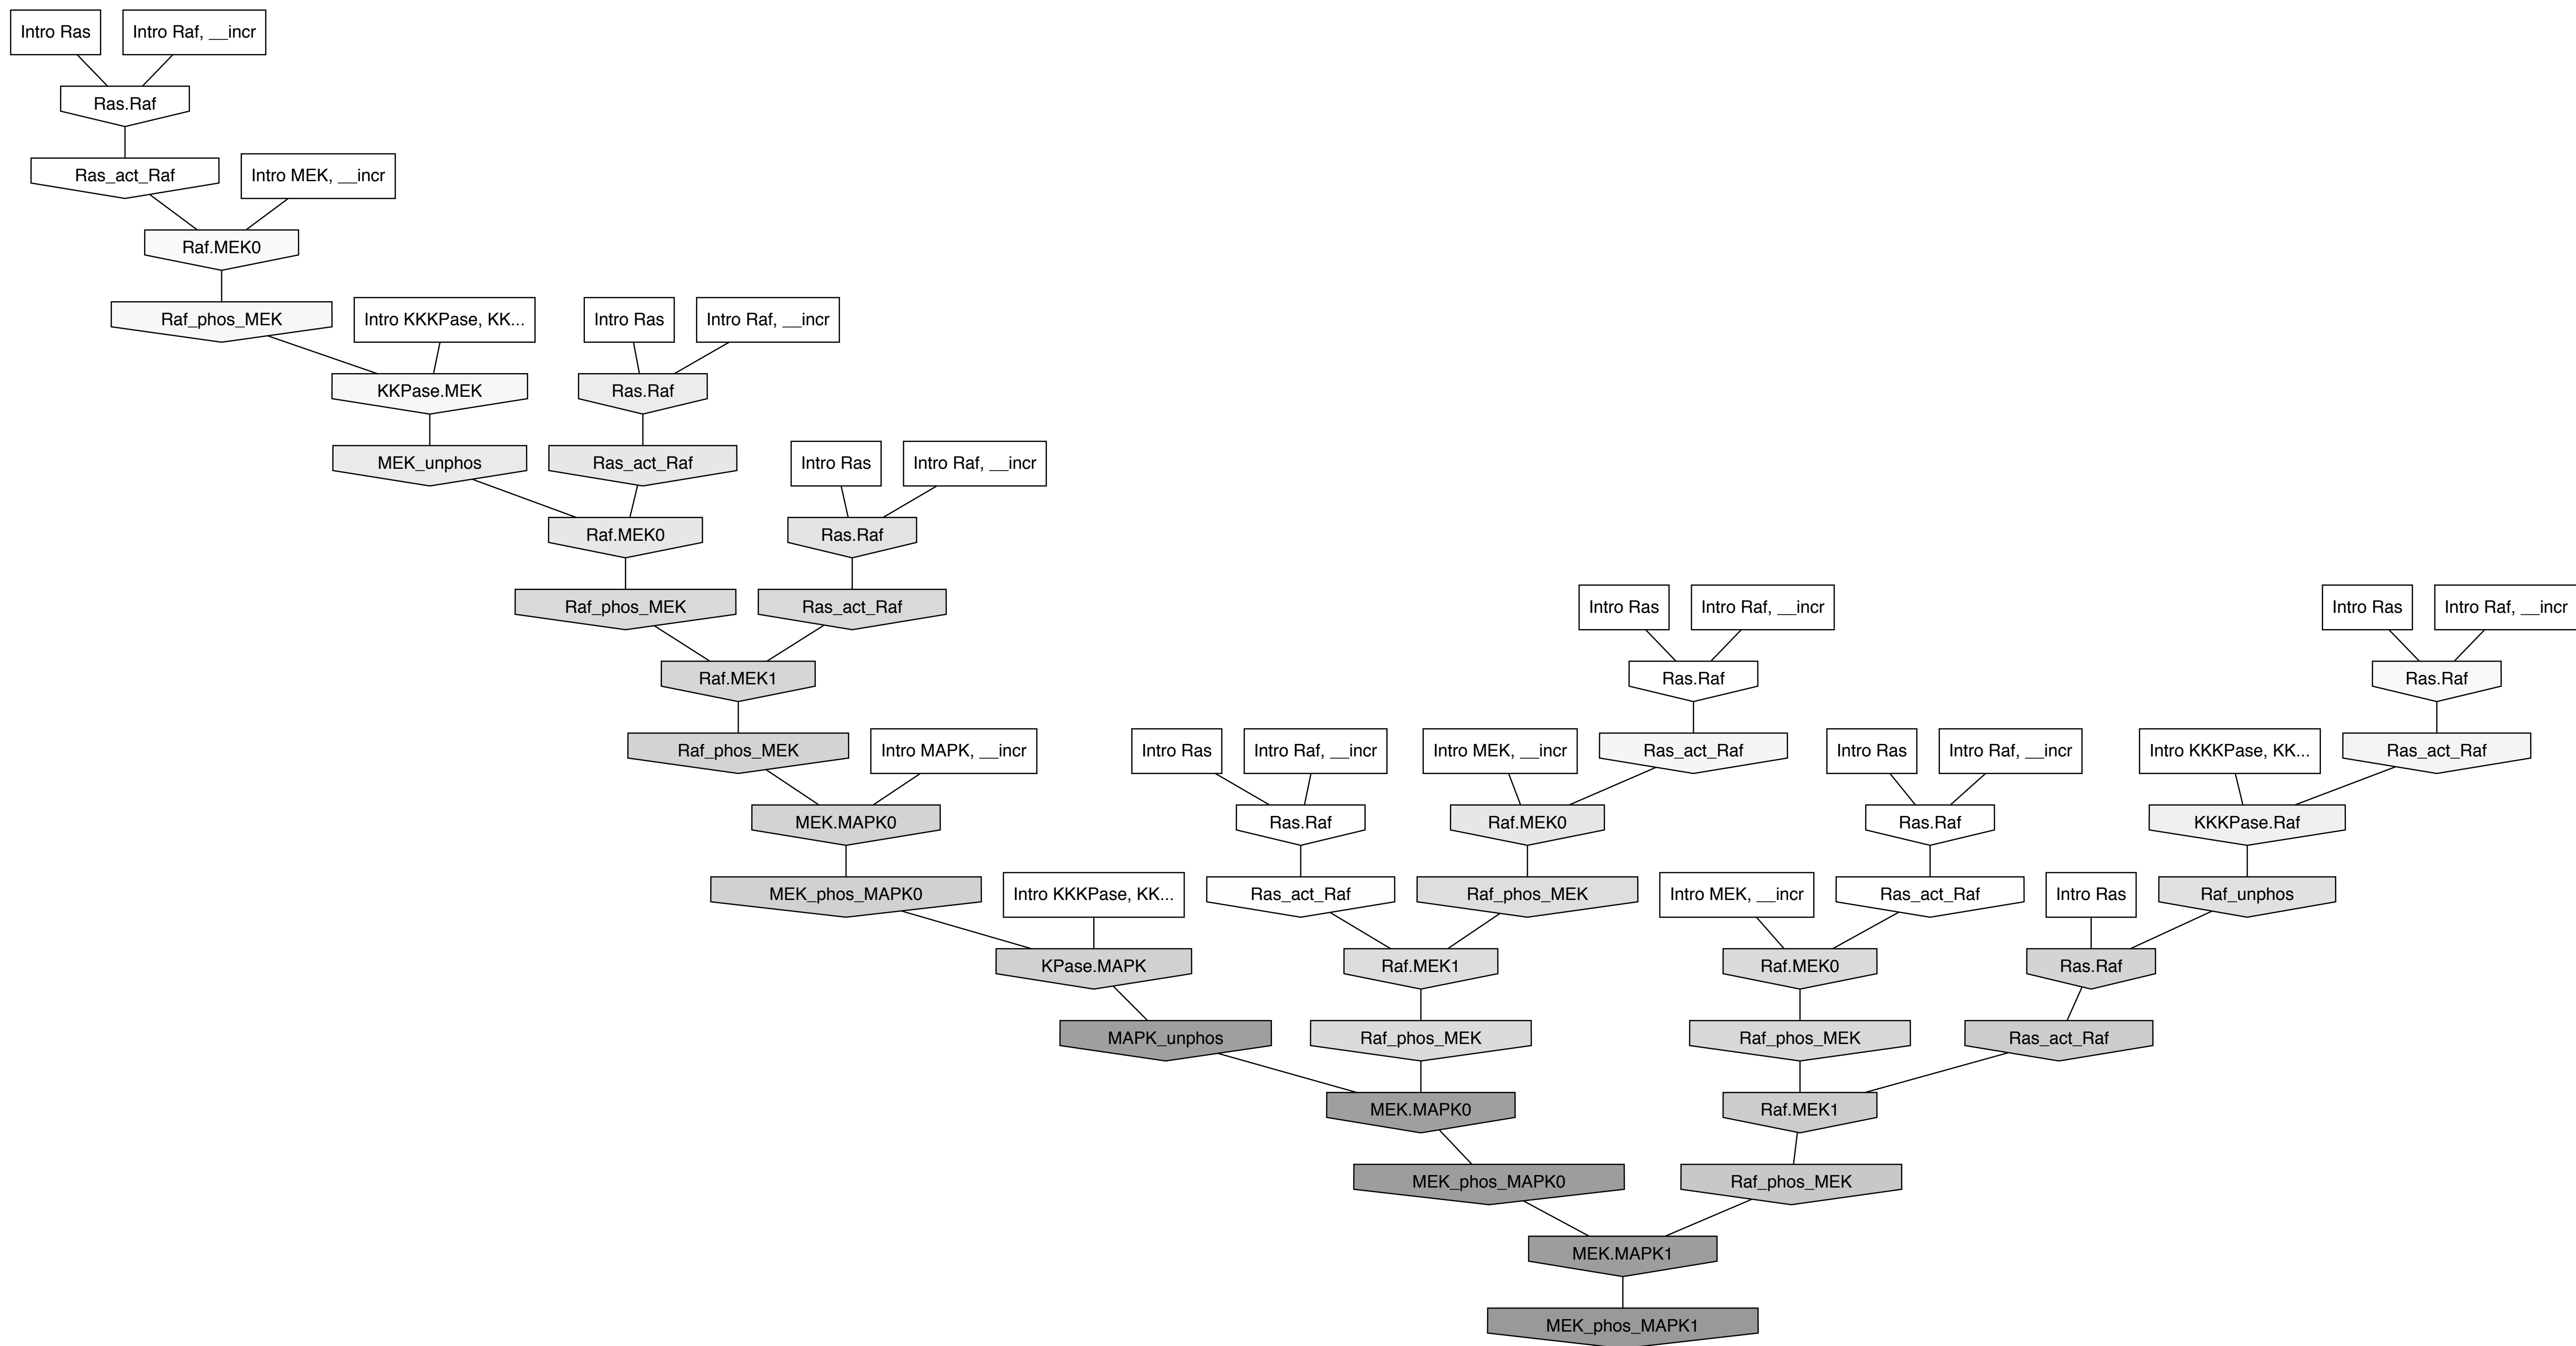 Intro Ras
Intro Raf, __incr
Ras.Raf
Ras_act_Raf
Intro MEK, __incr
Raf.MEK0
Raf_phos_MEK
Intro KKKPase, KK...
Intro Ras
Intro Raf, __incr
KKPase.MEK
Ras.Raf
MEK_unphos
Ras_act_Raf
Intro Ras
Intro Raf, __incr
Raf.MEK0
Ras.Raf
Raf_phos_MEK
Ras_act_Raf
Intro Ras
Intro Raf, __incr
Intro Ras
Intro Raf, __incr
Raf.MEK1
Ras.Raf
Ras.Raf
Raf_phos_MEK
Intro MAPK, __incr
Intro Ras
Intro Raf, __incr
Intro MEK, __incr
Ras_act_Raf
Intro Ras
Intro Raf, __incr
Intro KKKPase, KK...
Ras_act_Raf
MEK.MAPK0
Ras.Raf
Raf.MEK0
Ras.Raf
KKKPase.Raf
MEK_phos_MAPK0
Intro KKKPase, KK...
Ras_act_Raf
Raf_phos_MEK
Intro MEK, __incr
Ras_act_Raf
Intro Ras
Raf_unphos
KPase.MAPK
Raf.MEK1
Raf.MEK0
Ras.Raf
MAPK_unphos
Raf_phos_MEK
Raf_phos_MEK
Ras_act_Raf
MEK.MAPK0
Raf.MEK1
MEK_phos_MAPK0
Raf_phos_MEK
MEK.MAPK1
MEK_phos_MAPK1